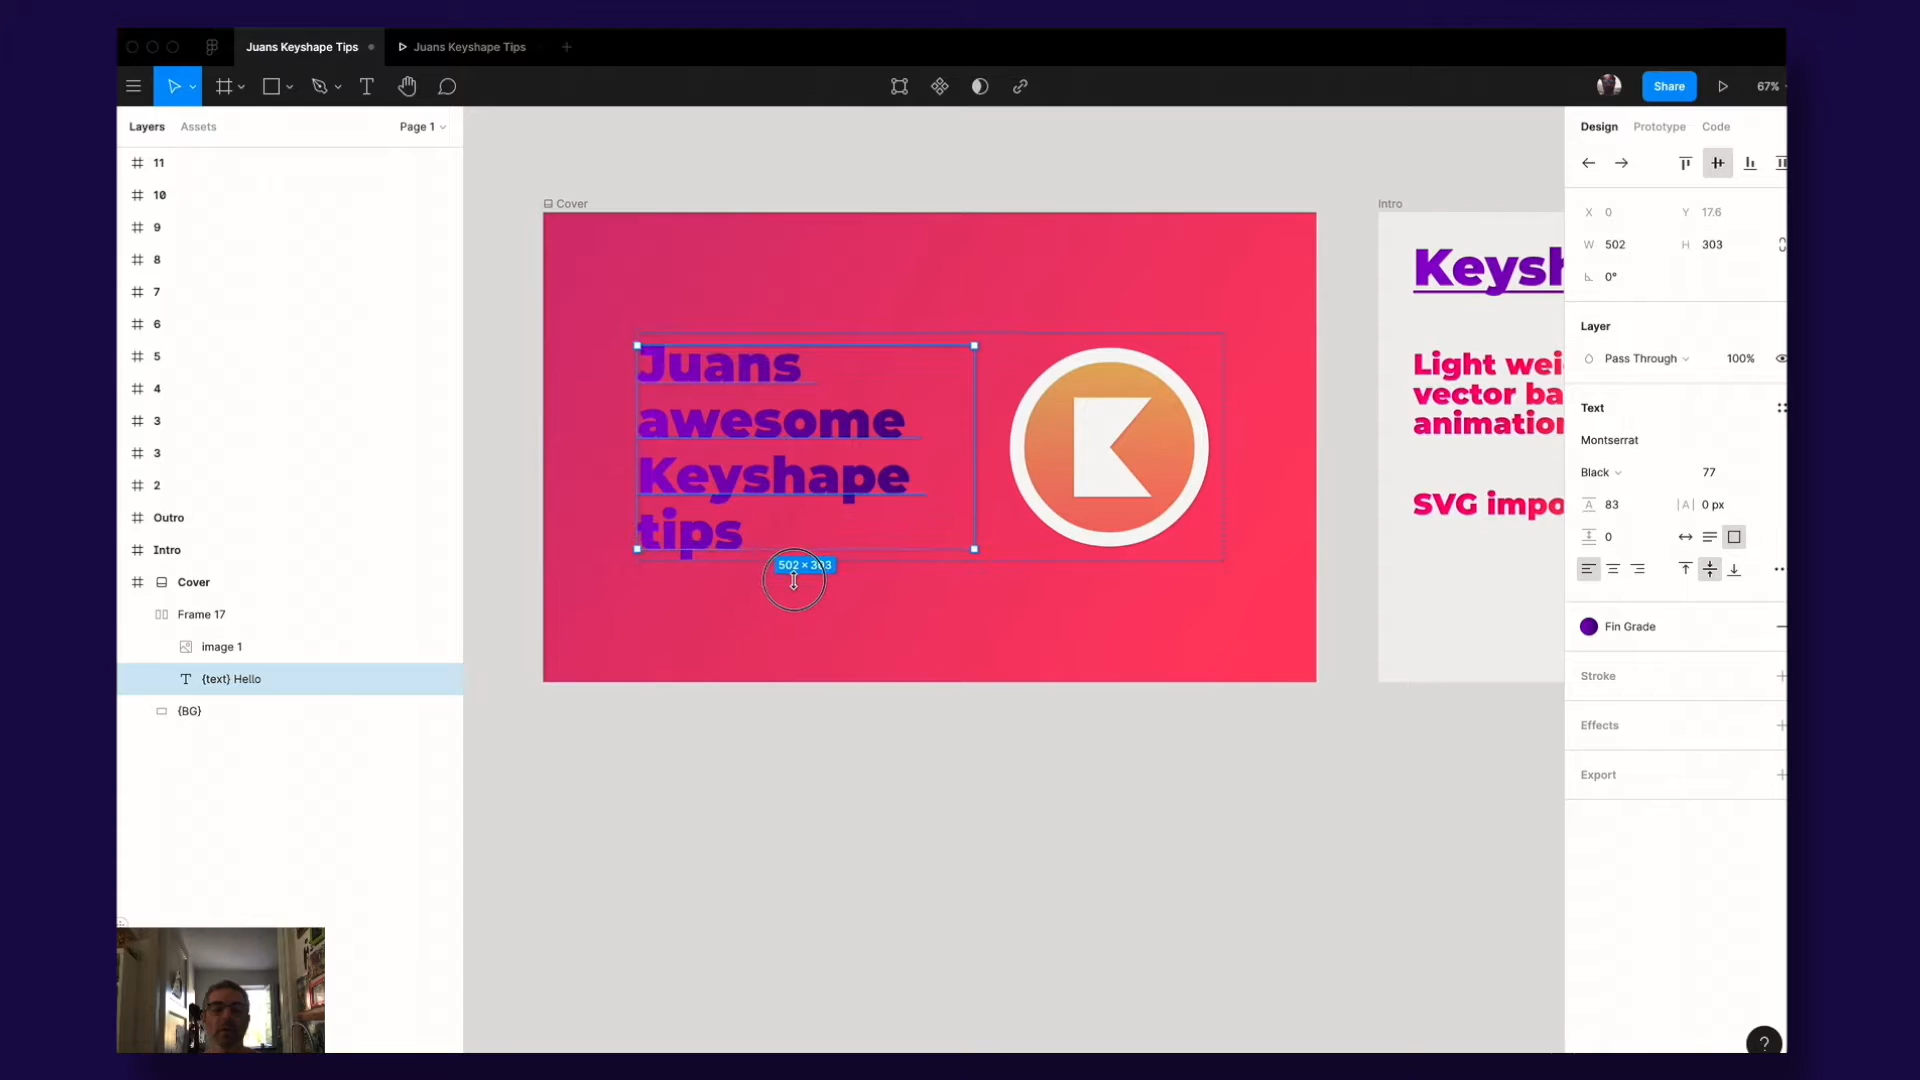 Juans Keyshape Tips
Juans Keyshape Tips
Share
67%
Layers
Assets
Page 1
Design
Prototype
Code
11
10
9
8
7
6
5
4
3
3
2
Outro
Intro
Cover
Frame 17
image 1
{text} Hello
{BG}
Cover
Juans
awesome
Keyshape
tips
502 × 303
Intro
Keysh
Light wei
vector ba
animation
SVG impo
X 0
Y 17.6
W 502
H 303
0°
Layer
Pass Through
100%
Text
Montserrat
Black
77
83
|A| 0 px
0
Fin Grade
Stroke
Effects
Export
?